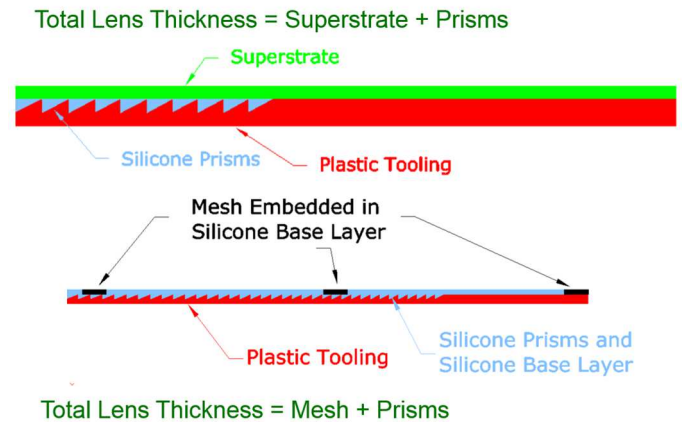 Total Lens Thickness = Superstrate + Prisms
Superstrate
Silicone Prisms
Plastic Tooling
Mesh Embedded in
Silicone Base Layer
Plastic Tooling
Silicone Prisms and
Silicone Base Layer
Total Lens Thickness = Mesh + Prisms